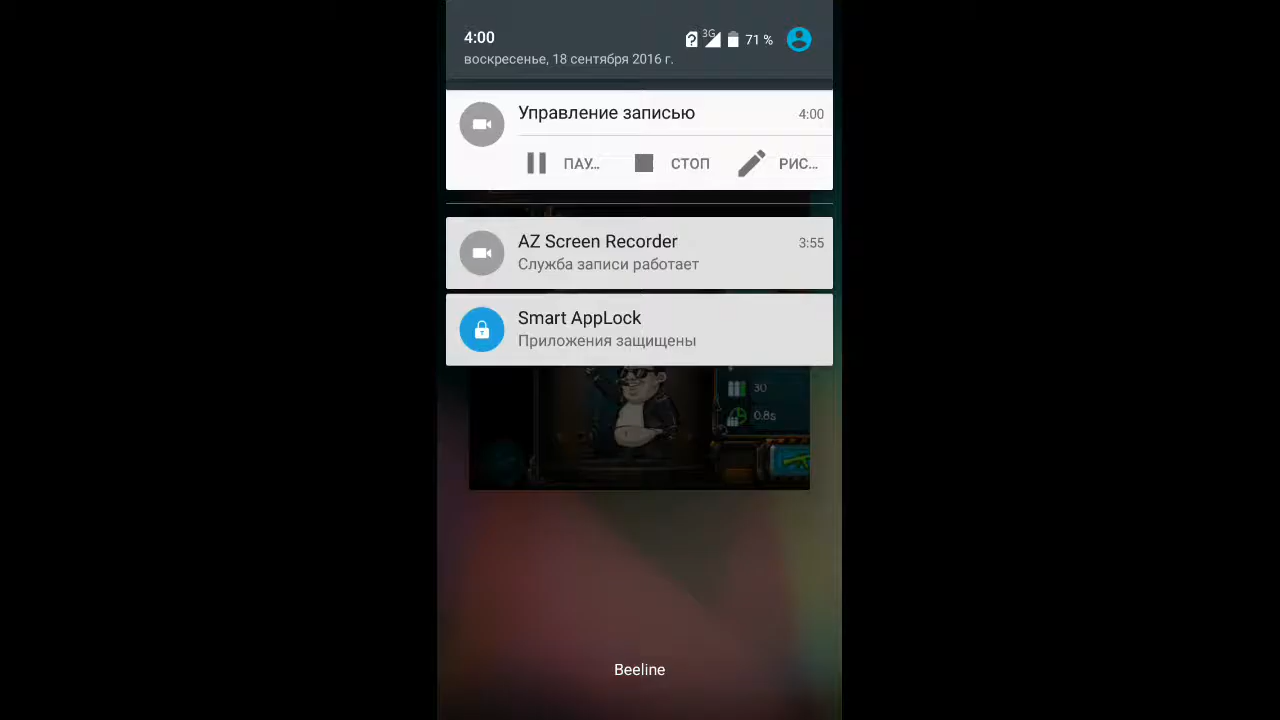 4:00
3G
71 %
воскресенье, 18 сентября 2016 г.
Управление записью
4:00
ПАУ...
СТОП
РИС...
AZ Screen Recorder
3:55
Служба записи работает
Smart AppLock
Приложения защищены
30
0.8s
Beeline